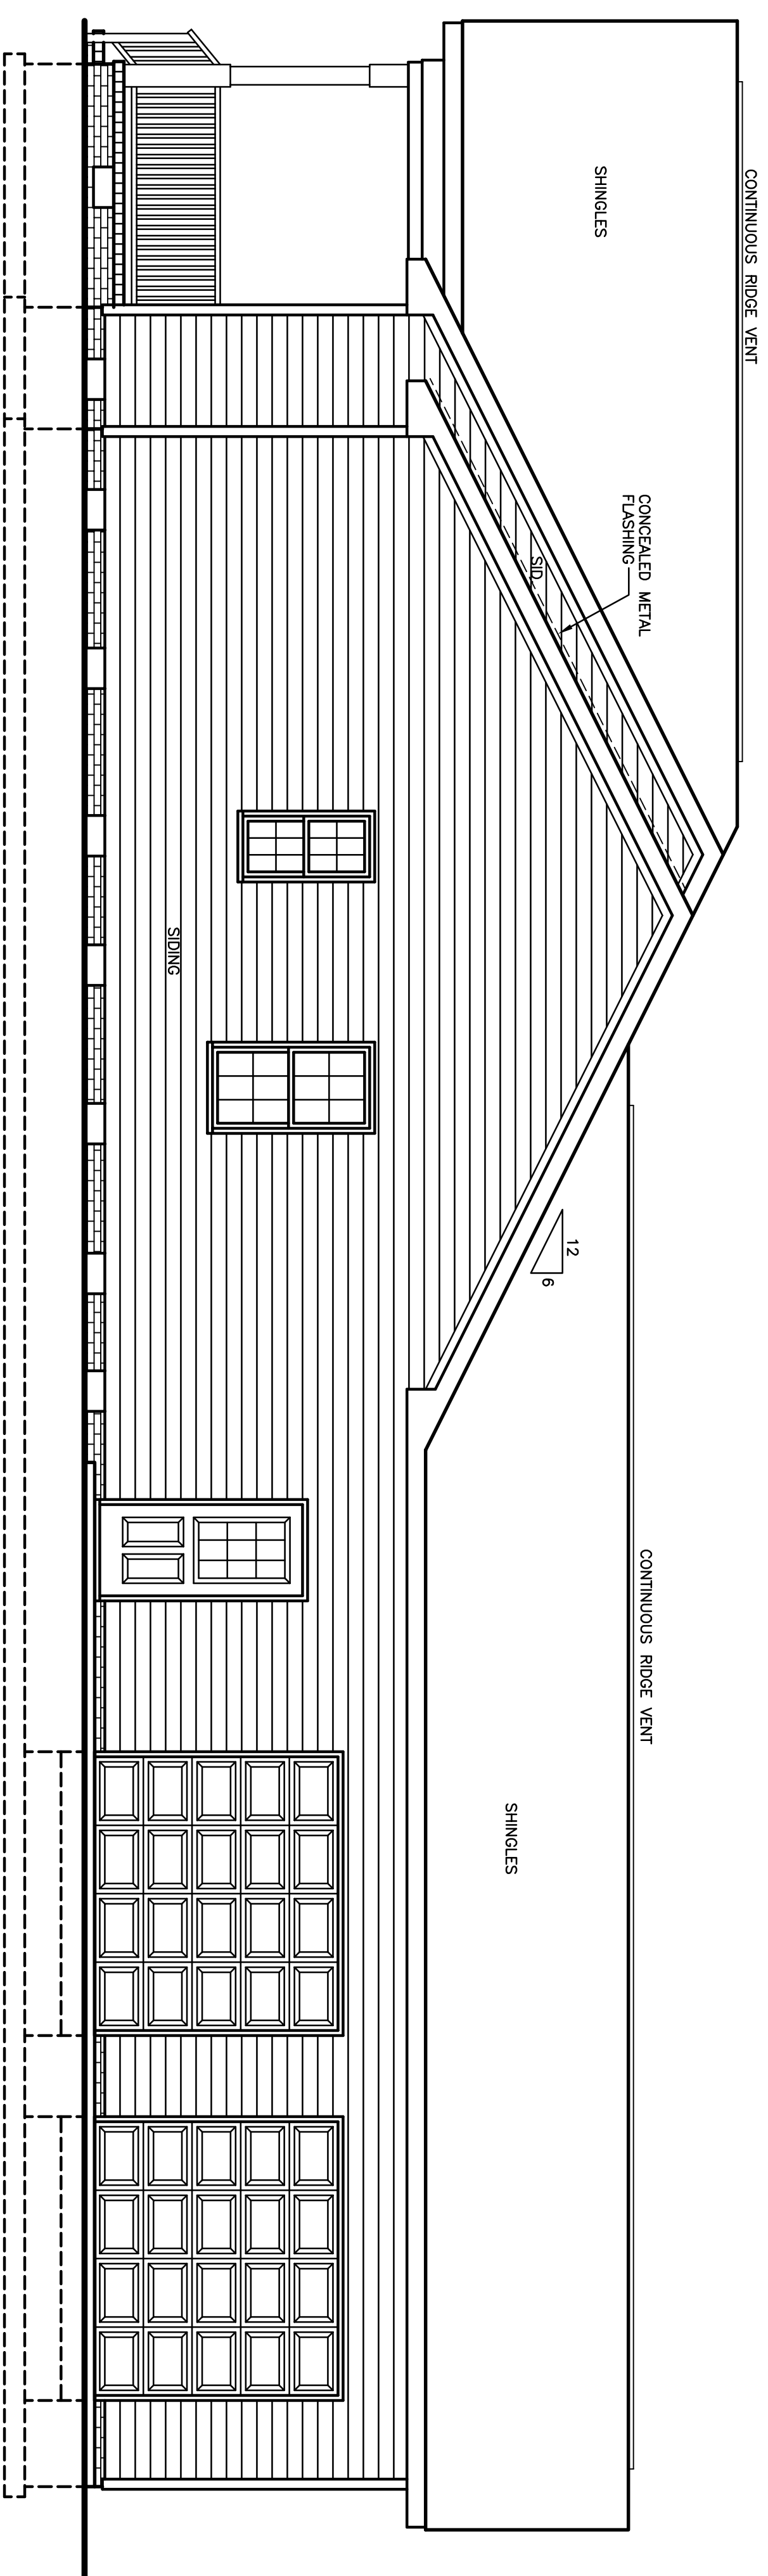 CONTINUOUS RIDGE VENT
SHINGLES
CONCEALED METAL
FLASHING
SID
12
6
CONTINUOUS RIDGE VENT
SHINGLES
SIDING